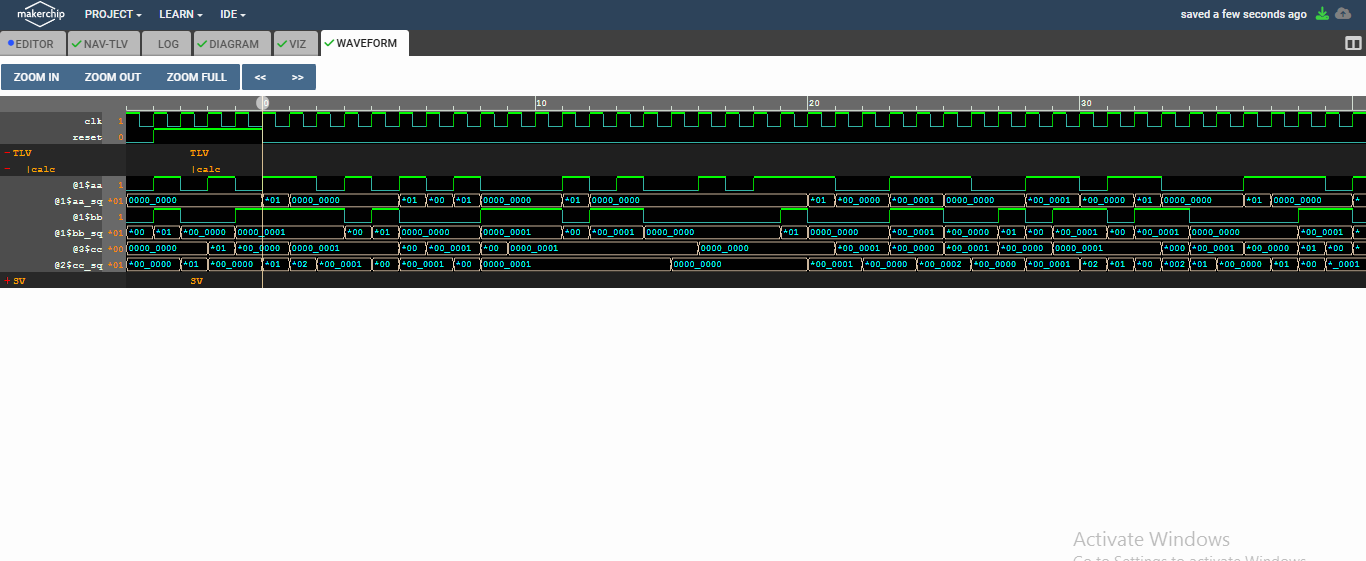 makerchip PROJECT LEARN IDE saved a few seconds ago
EDITOR NAV-TLV LOG DIAGRAM VIZ WAVEFORM
ZOOM IN ZOOM OUT ZOOM FULL << >>
0 10 20 30
clk 1
reset 0
-TLV TLV
- |calc |calc
@1$aa 1
@1$aa_sq *01 0000_0000 *01 0000_0000 *01 *00 *01 0000_0000 *01 0000_0000 *01 *00_0000 *00_0001 0000_0000 *00_0001 *00_0000 *01 0000_0000 *01 0000_0000 *
@1$bb 1
@1$bb_sq *01 *00 *01 *00_0000 0000_0001 *00 *01 0000_0000 0000_0001 *00 *00_0001 0000_0000 *01 0000_0000 *00_0001 *00_0000 *01 *00 *00_0001 *00 *00_0001 0000_0000 *00_0001 *
@3$cc *00 0000_0000 *01 *00_0000 0000_0001 *00 *00_0001 *00 0000_0001 0000_0000 *00_0001 *00_0000 *00_0001 *00 0000_0001 *000 *00_0001 *00_0000 *01 *00 *
@2$cc_sq *01 *00_0000 *01 *00_0000 *01 *02 *00_0001 *00 *00_0001 *00 0000_0001 0000_0000 *00_0001 *00_0000 *00_0002 *00_0000 *00_0001 *02 *01 *00 *002 *01 *00_0000 *01 *00 *_0001
+SV SV
Activate Windows